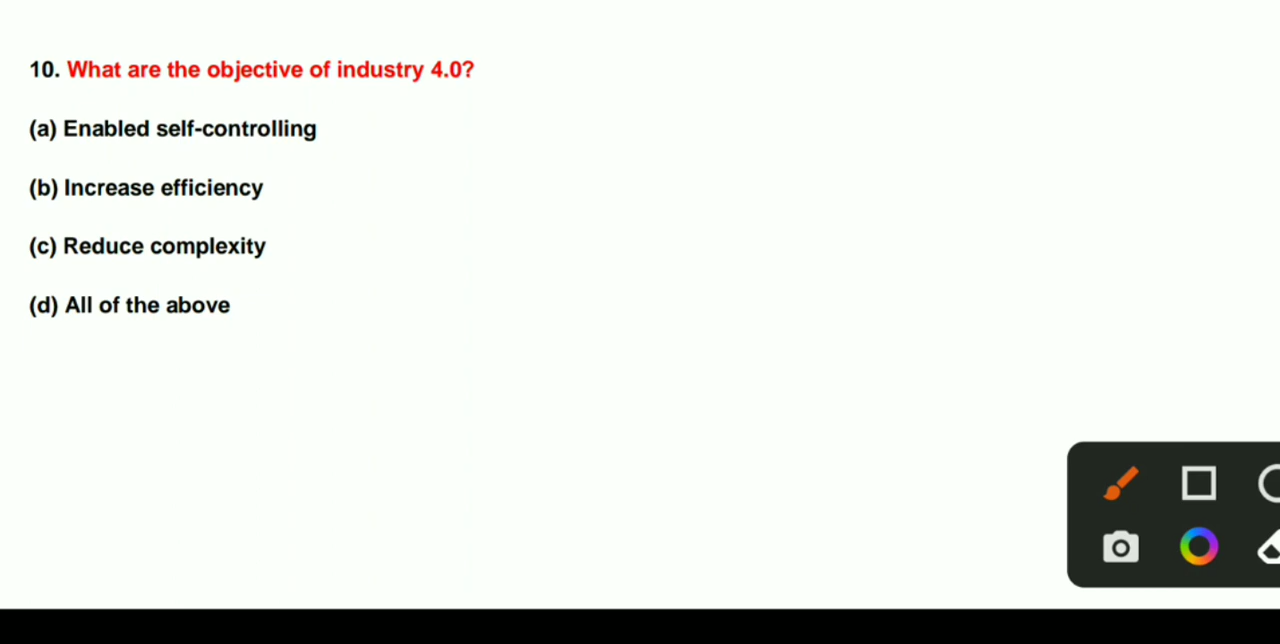 10. What are the objective of industry 4.0?
(a) Enabled self-controlling
(b) Increase efficiency
(c) Reduce complexity
(d) All of the above